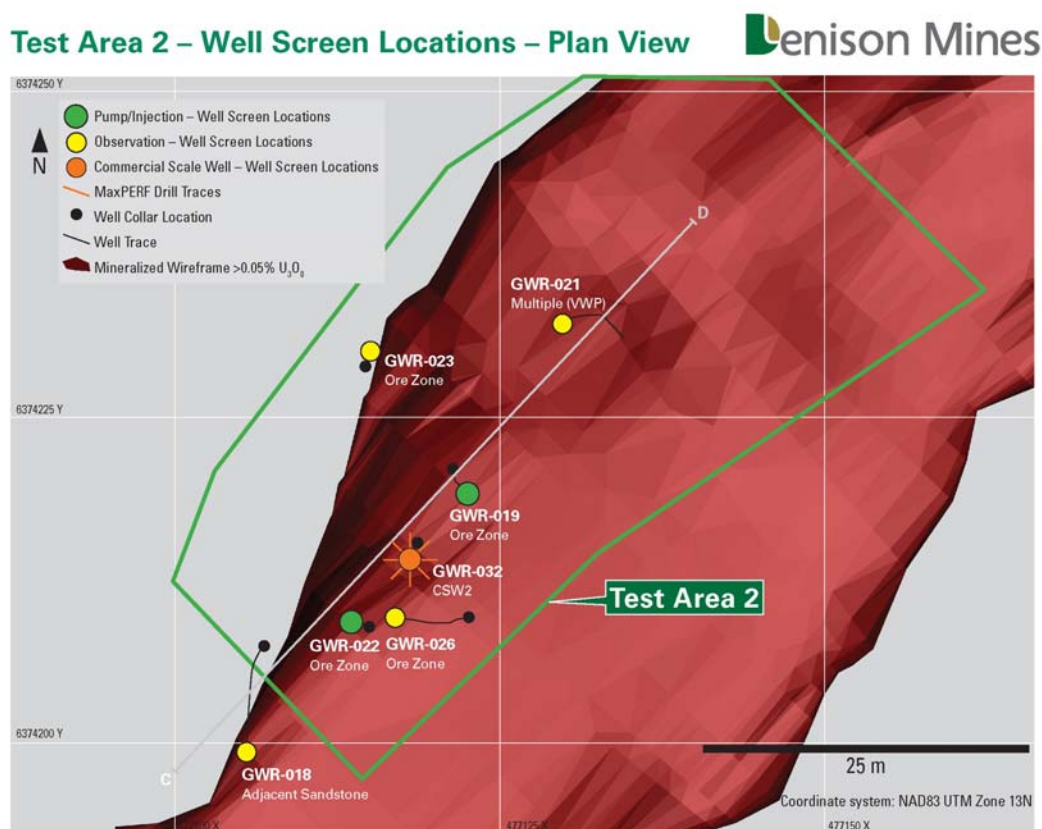 Test Area 2 – Well Screen Locations – Plan View
Denison Mines
6374250 Y
Pump/Injection – Well Screen Locations
Observation – Well Screen Locations
Commercial Scale Well – Well Screen Locations
MaxPERF Drill Traces
Well Collar Location
Well Trace
Mineralized Wireframe >0.05% U₃O₈
N
D
GWR-021
Multiple (VWP)
GWR-023
Ore Zone
6374225 Y
GWR-019
Ore Zone
GWR-032
CSW2
Test Area 2
GWR-022
Ore Zone
GWR-026
Ore Zone
6374200 Y
C
GWR-018
Adjacent Sandstone
25 m
Coordinate system: NAD83 UTM Zone 13N
477125 X
477150 X